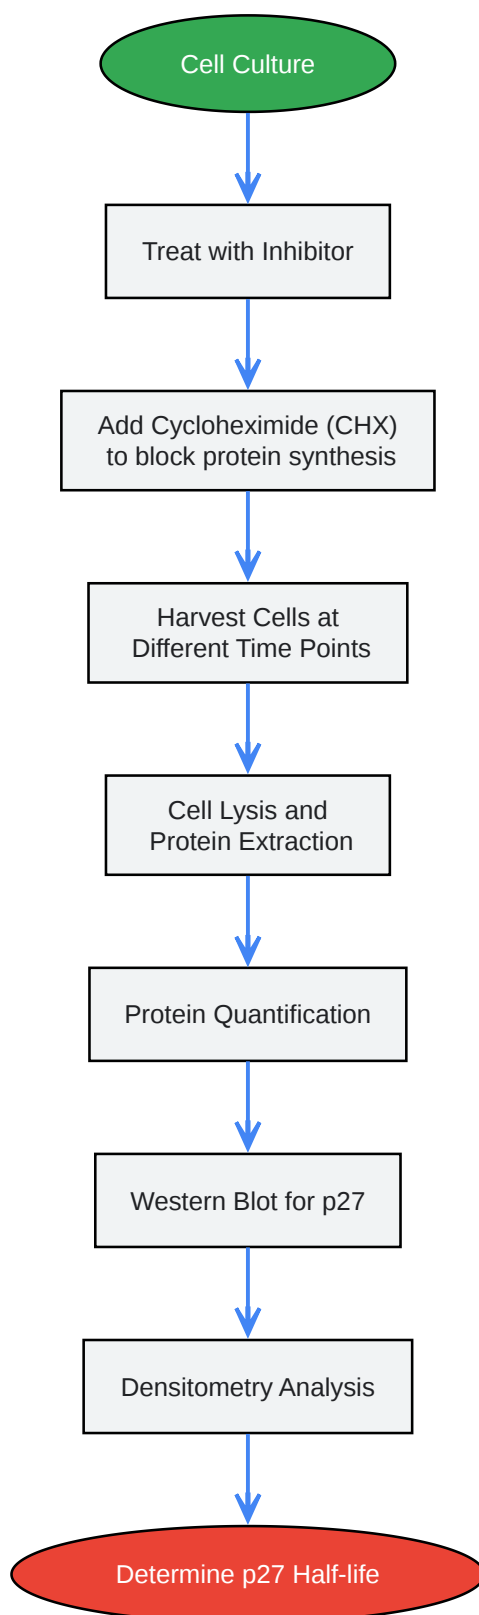 Cell Culture
Treat with Inhibitor
Add Cycloheximide (CHX)
to block protein synthesis
Harvest Cells at
Different Time Points
Cell Lysis and
Protein Extraction
Protein Quantification
Western Blot for p27
Densitometry Analysis
Determine p27 Half-life